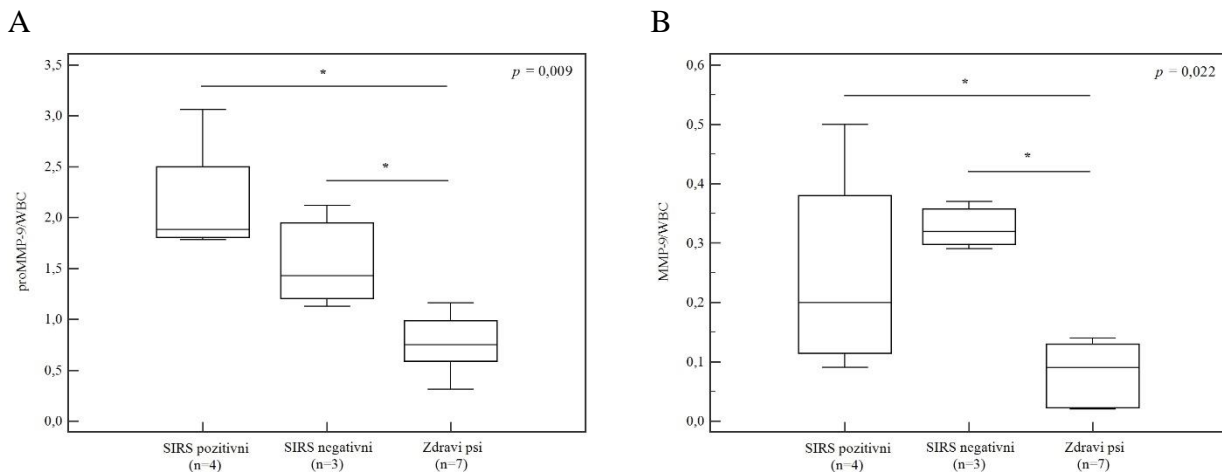 A
B
3,5
3,0
2,5
2,0
1,5
1,0
0,5
0,0
proMMP-9/WBC
p = 0,009
*
*
SIRS pozitivni
(n=4)
SIRS negativni
(n=3)
Zdravi psi
(n=7)
0,6
0,5
0,4
0,3
0,2
0,1
0,0
MMP-9/WBC
p = 0,022
*
*
SIRS pozitivni
(n=4)
SIRS negativni
(n=3)
Zdravi psi
(n=7)